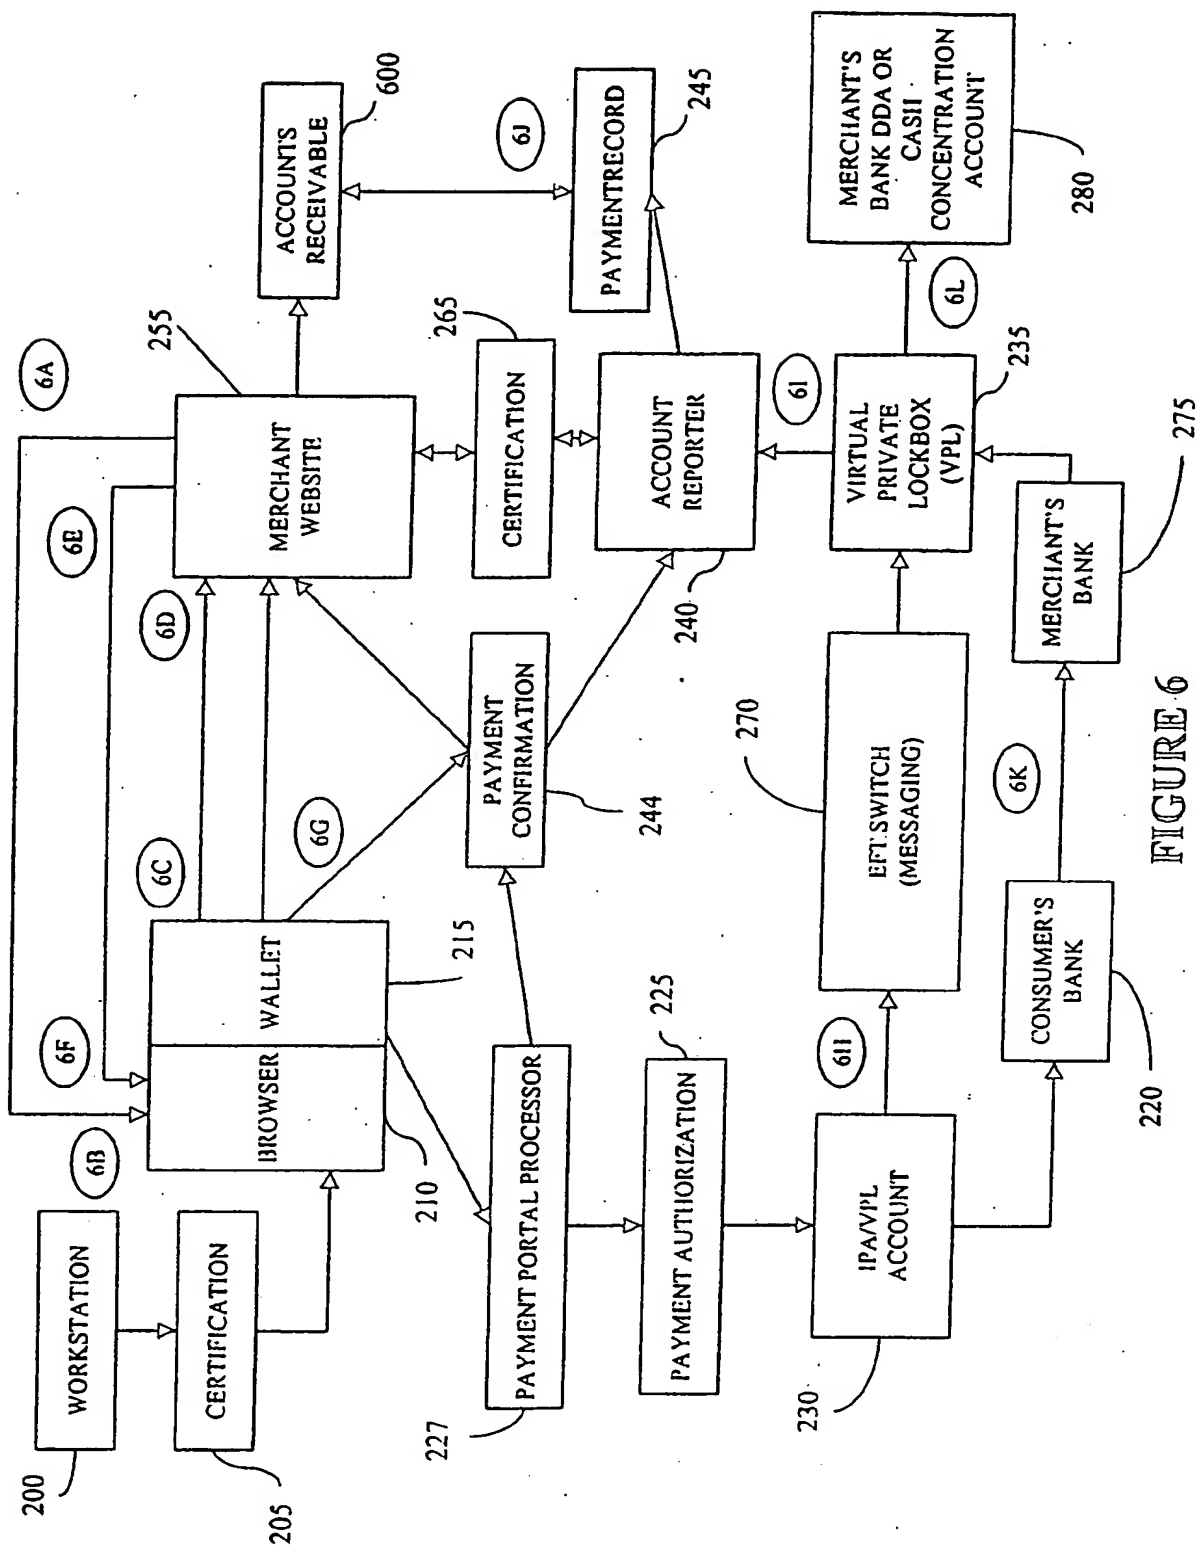 200
WORKSTATION
6B
6F
6E
6A
205
CERTIFICATION
BROWSER
WALLET
6C
6D
255
MERCHANT
WEBSITE
600
ACCOUNTS
RECEIVABLE
210
215
6G
265
227
PAYMENT PORTAL PROCESSOR
PAYMENT
CONFIRMATION
244
CERTIFICATION
6J
PAYMENTRECORD
245
225
PAYMENT AUTHORIZATION
240
ACCOUNT
REPORTER
270
6I
230
IPA/VPL
ACCOUNT
6H
EFT.SWITCH
(MESSAGING)
VIRTUAL
PRIVATE
LOCKBOX
(VPL)
235
6L
MERCHANT'S
BANK DDA OR
CASH
CONCENTRATION
ACCOUNT
280
CONSUMER'S
BANK
220
6K
MERCHANT'S
BANK
275
FIGURE 6